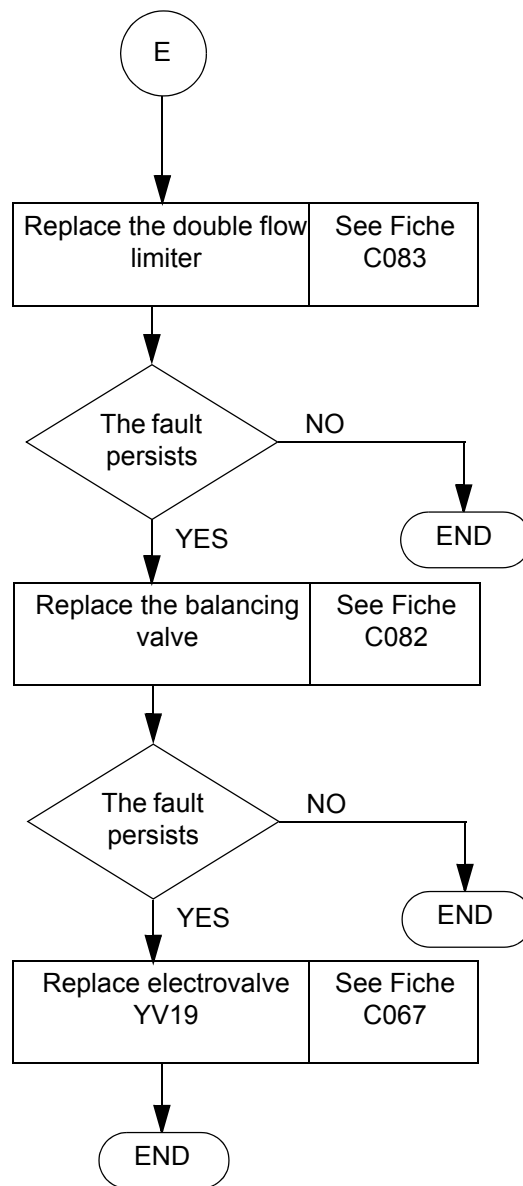 E
Replace the double flow
limiter
See Fiche
C083
The fault
persists
NO
END
YES
Replace the balancing
valve
See Fiche
C082
The fault
persists
NO
END
YES
Replace electrovalve
YV19
See Fiche
C067
END